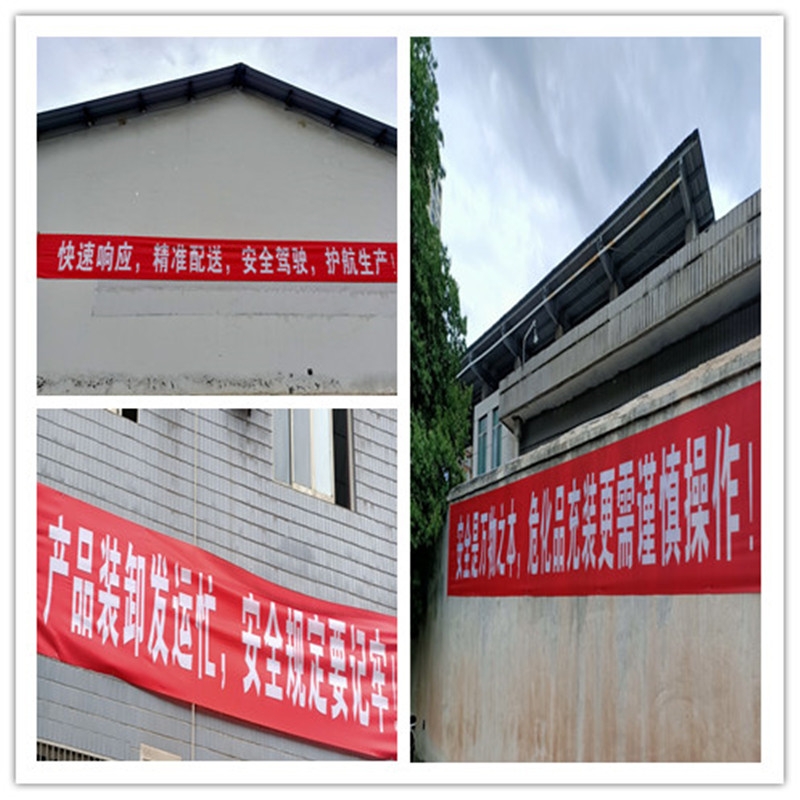 快速响应，精准配送，安全驾驶，护航生产！
产品装卸发运忙，安全规定要记牢！
安全是万物之本，危化品充装更需谨慎操作！